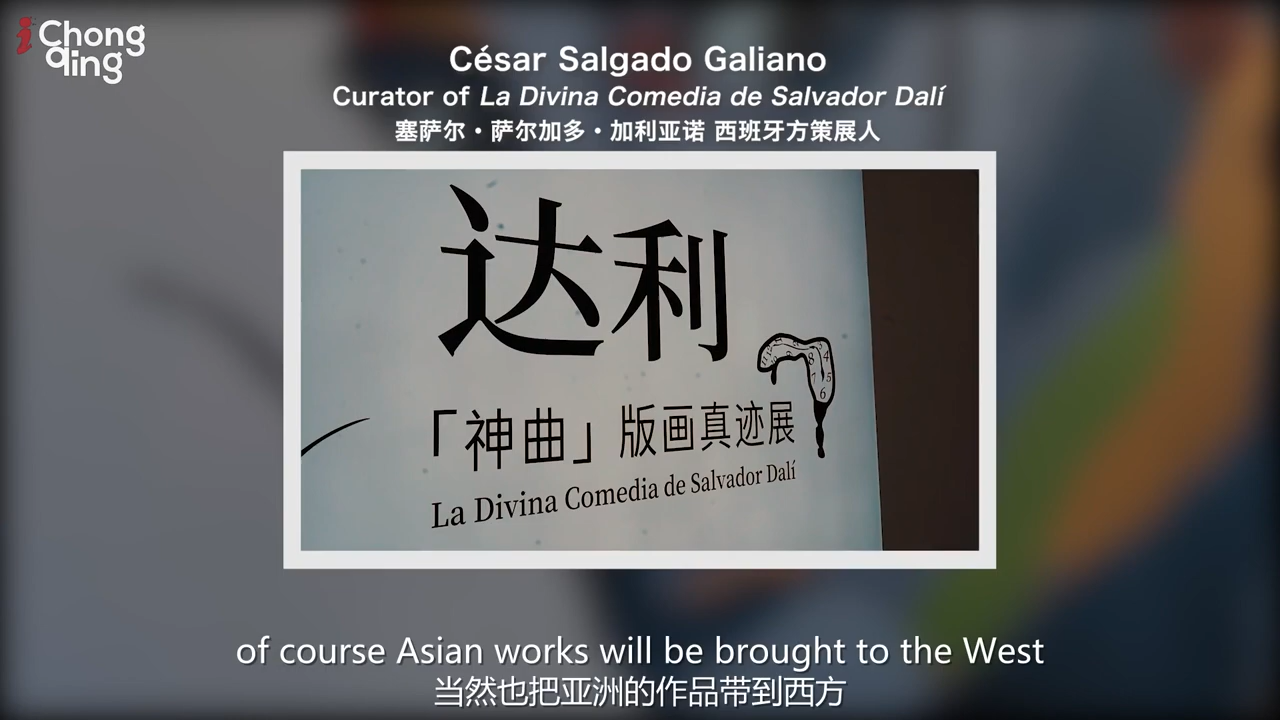 iChong
qing
César Salgado Galiano
Curator of La Divina Comedia de Salvador Dalí
塞萨尔·萨尔加多·加利亚诺 西班牙方策展人
达利
「神曲」版画真迹展
La Divina Comedia de Salvador Dalí
of course Asian works will be brought to the West
当然也把亚洲的作品带到西方